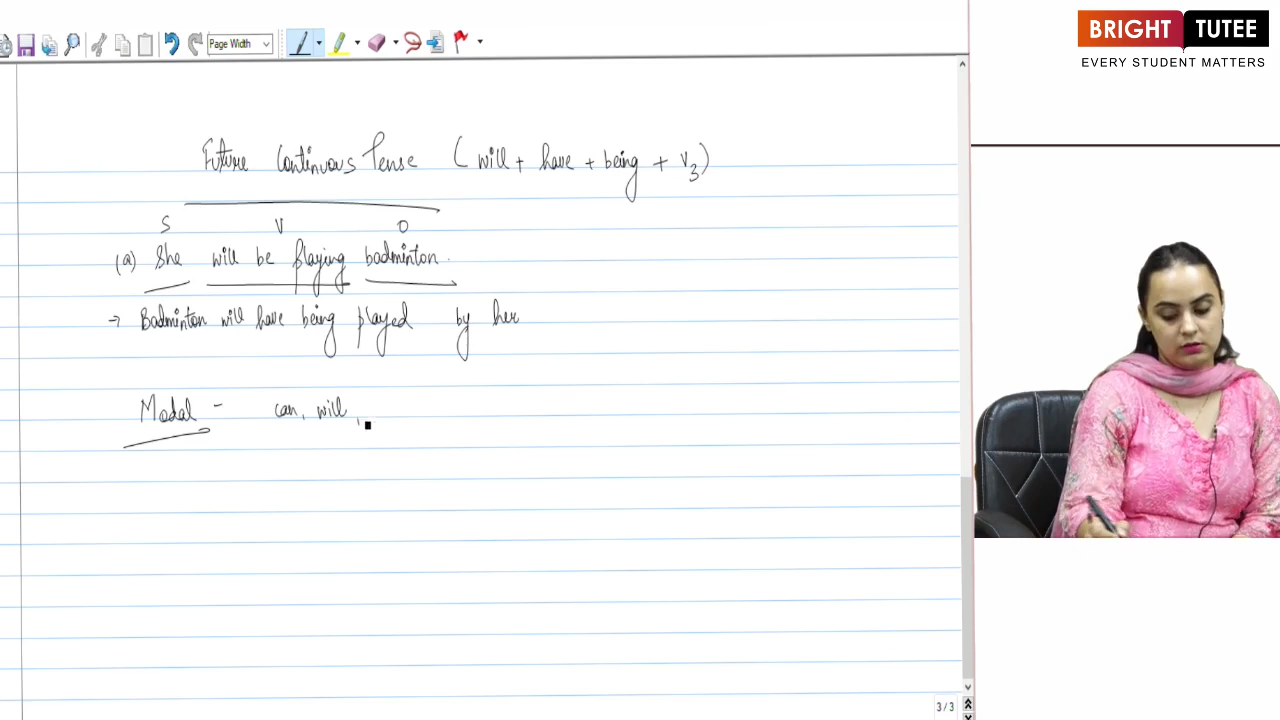 Page Width
BRIGHT TUTEE
EVERY STUDENT MATTERS
Future Continuous Tense ( will + have + being + V3 )
S V O
(a) She will be playing badminton.
→ Badminton will have being played by her
Modal - can, will,
3 / 3